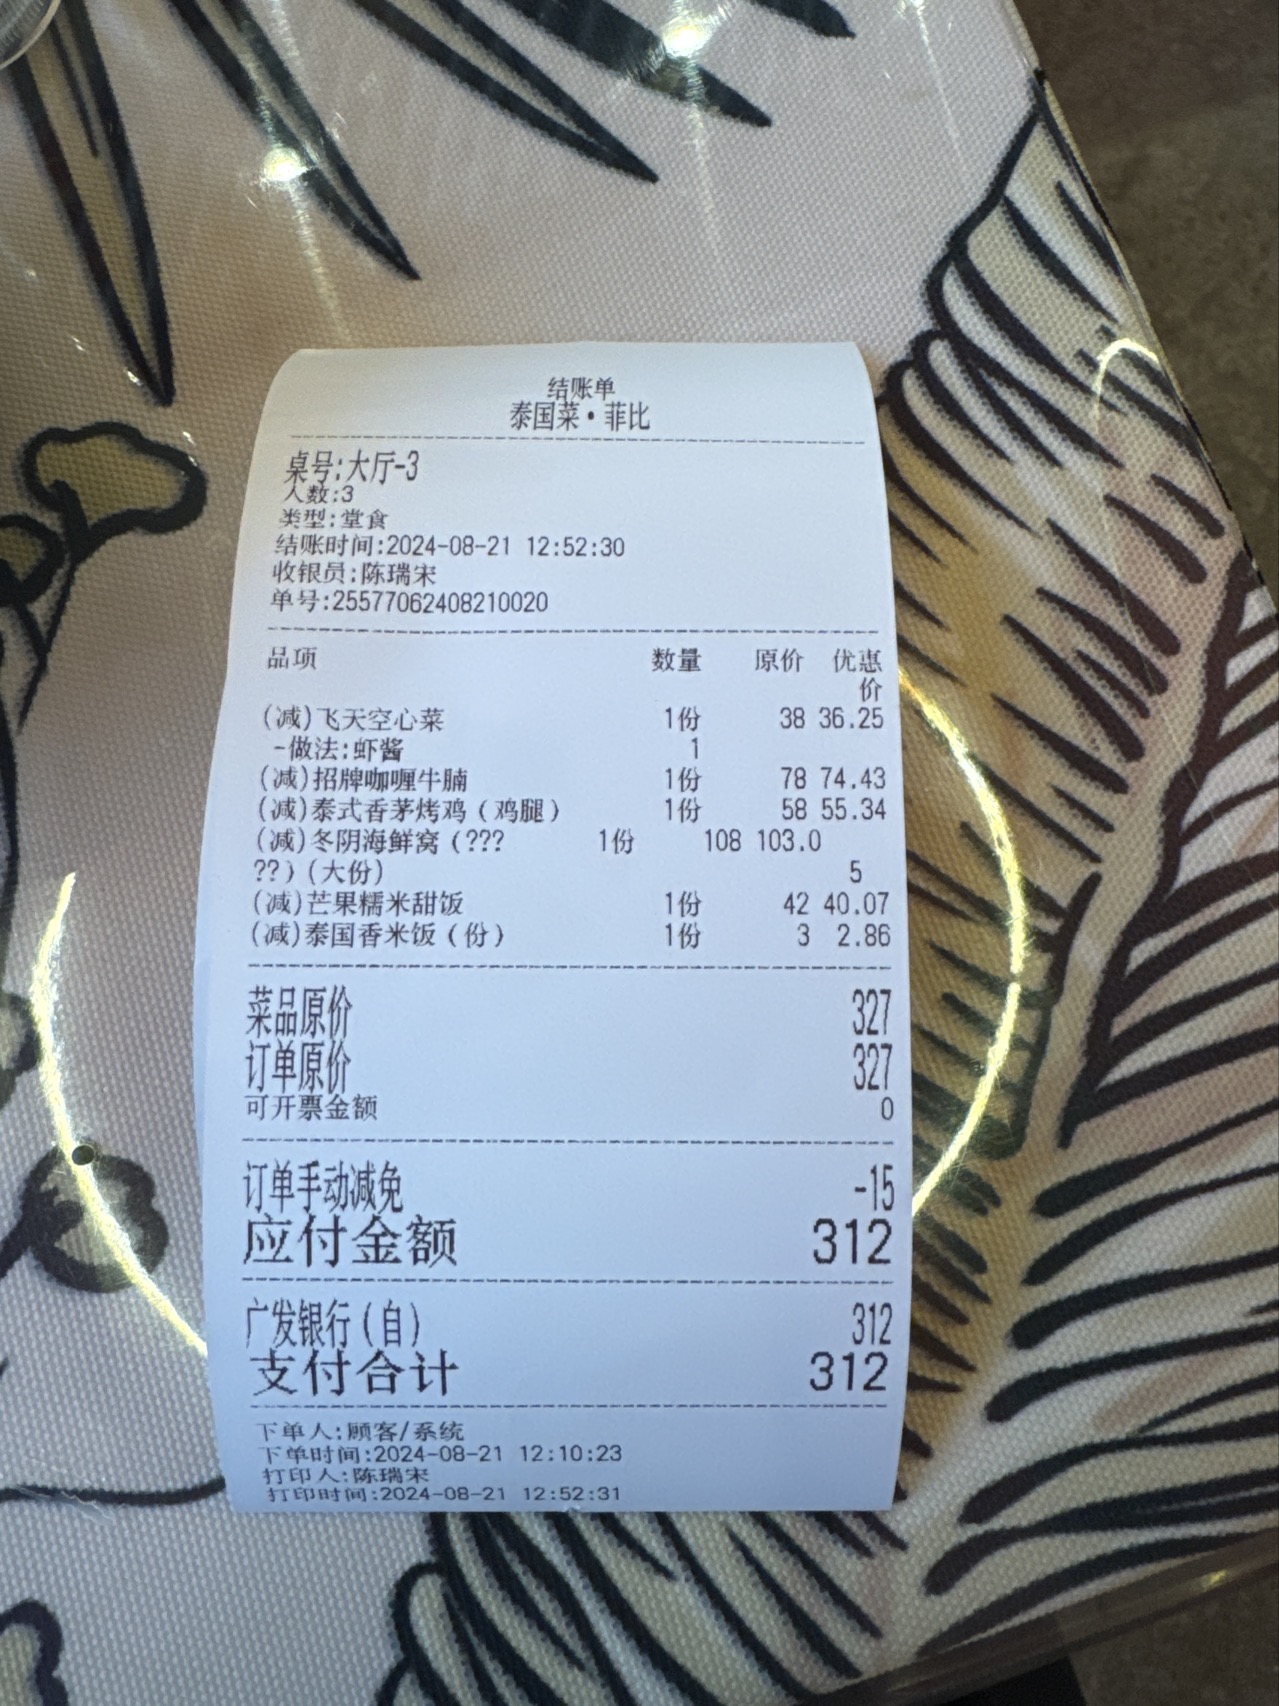 结账单
泰国菜•菲比
桌号:大厅-3
人数:3
类型:堂食
结账时间:2024-08-21 12:52:30
收银员:陈瑞宋
单号:25577062408210020
品项 数量 原价 优惠
价
(减)飞天空心菜 1份 38 36.25
-做法:虾酱 1
(减)招牌咖喱牛腩 1份 78 74.43
(减)泰式香茅烤鸡(鸡腿) 1份 58 55.34
(减)冬阴海鲜窝(??? 1份 108 103.0
??)(大份) 5
(减)芒果糯米甜饭 1份 42 40.07
(减)泰国香米饭(份) 1份 3 2.86
菜品原价 327
订单原价 327
可开票金额 0
订单手动减免 -15
应付金额 312
广发银行(自) 312
支付合计 312
下单人:顾客/系统
下单时间:2024-08-21 12:10:23
打印人:陈瑞宋
打印时间:2024-08-21 12:52:31